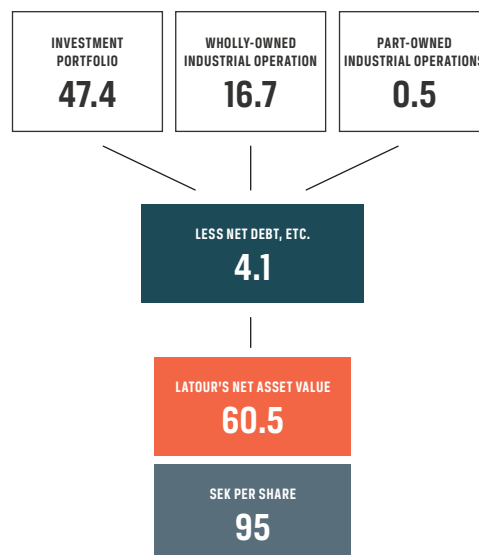 INVESTMENT
PORTFOLIO
47.4
WHOLLY-OWNED
INDUSTRIAL OPERATION
16.7
PART-OWNED
INDUSTRIAL OPERATIONS
0.5
LESS NET DEBT, ETC.
4.1
LATOUR'S NET ASSET VALUE
60.5
SEK PER SHARE
95